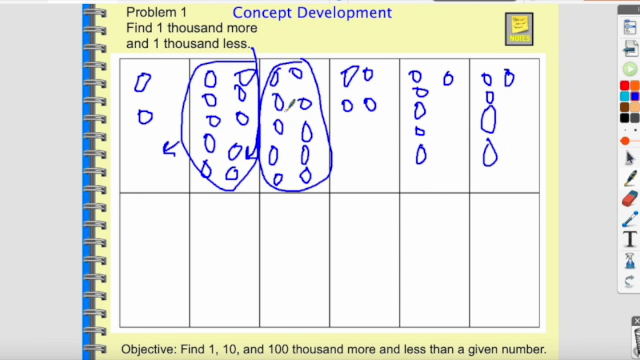 Problem 1
Concept Development
Find 1 thousand more
and 1 thousand less.
NOTES
Objective: Find 1, 10, and 100 thousand more and less than a given number.